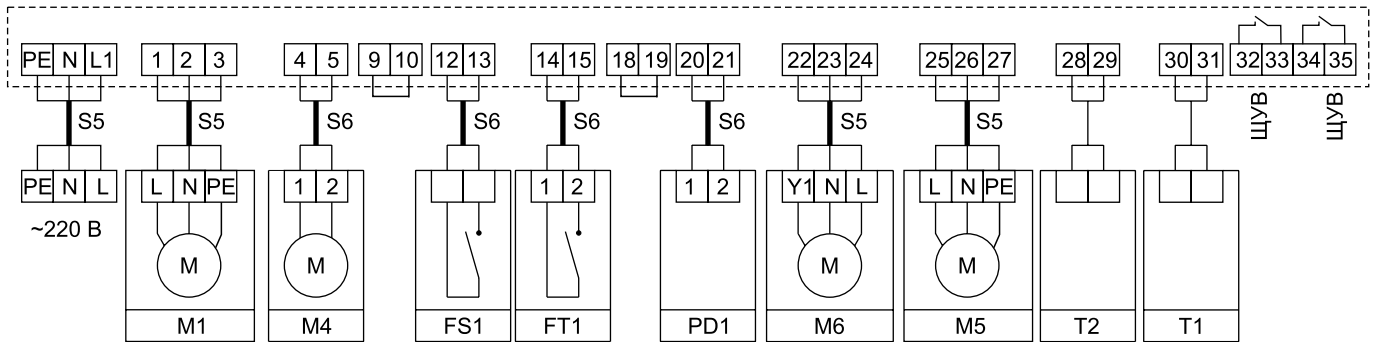 32 33 34 35
PE N L1 1 2 3 4 5 9 10 12 13 14 15 18 19 20 21 22 23 24 25 26 27 28 29 30 31
S5 S5 S6 S6 S6 S6 S5 S5 ЩУВ ЩУВ
PE N L L N PE 1 2 1 2 1 2 Y1 N L L N PE
~220 В
M M M M
M1 M4 FS1 FT1 PD1 M6 M5 T2 T1